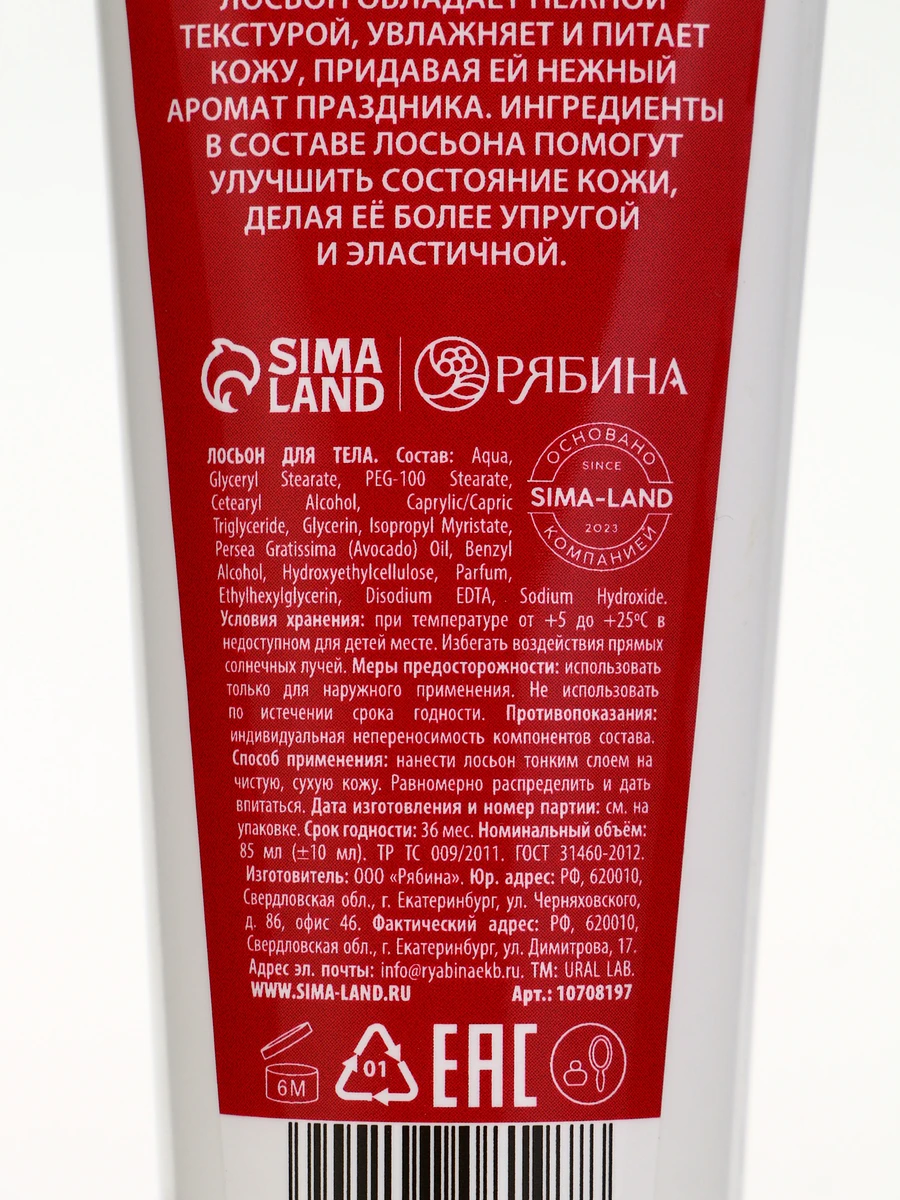 ЛОСЬОН ОБЛАДАЕТ НЕЖНОЙ
ТЕКСТУРОЙ, УВЛАЖНЯЕТ И ПИТАЕТ
КОЖУ, ПРИДАВАЯ ЕЙ НЕЖНЫЙ
АРОМАТ ПРАЗДНИКА. ИНГРЕДИЕНТЫ
В СОСТАВЕ ЛОСЬОНА ПОМОГУТ
УЛУЧШИТЬ СОСТОЯНИЕ КОЖИ,
ДЕЛАЯ ЕЁ БОЛЕЕ УПРУГОЙ
И ЭЛАСТИЧНОЙ.
SIMA
LAND
РЯБИНА
ОСНОВАНО
SINCE
SIMA-LAND
2023
КОМПАНИЕЙ
ЛОСЬОН ДЛЯ ТЕЛА. Состав: Aqua,
Glyceryl Stearate, PEG-100 Stearate,
Cetearyl Alcohol, Caprylic/Capric
Triglyceride, Glycerin, Isopropyl Myristate,
Persea Gratissima (Avocado) Oil, Benzyl
Alcohol, Hydroxyethylcellulose, Parfum,
Ethylhexylglycerin, Disodium EDTA, Sodium Hydroxide.
Условия хранения: при температуре от +5 до +25ºС в
недоступном для детей месте. Избегать воздействия прямых
солнечных лучей. Меры предосторожности: использовать
только для наружного применения. Не использовать
по истечении срока годности. Противопоказания:
индивидуальная непереносимость компонентов состава.
Способ применения: нанести лосьон тонким слоем на
чистую, сухую кожу. Равномерно распределить и дать
впитаться. Дата изготовления и номер партии: см. на
упаковке. Срок годности: 36 мес. Номинальный объём:
85 мл (±10 мл). ТР ТС 009/2011. ГОСТ 31460-2012.
Изготовитель: ООО «Рябина». Юр. адрес: РФ, 620010,
Свердловская обл., г. Екатеринбург, ул. Черняховского,
д. 86, офис 46. Фактический адрес: РФ, 620010,
Свердловская обл., г. Екатеринбург, ул. Димитрова, 17.
Адрес эл. почты: info@ryabinaekb.ru. ТМ: URAL LAB.
WWW.SIMA-LAND.RU Арт.: 10708197
6M
01
EAC